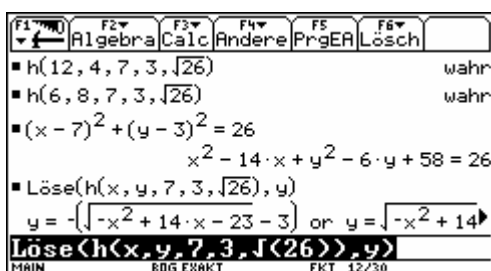 F1 F2 F3 F4 F5 F6
Algebra Calc Andere PrgEA Lösch
h(12,4,7,3,√26) wahr
h(6,8,7,3,√26) wahr
(x - 7)² + (y - 3)² = 26
x² - 14·x + y² - 6·y + 58 = 26
Löse(h(x,y,7,3,√26),y)
y = -(√-x² + 14·x - 23 - 3) or y = √-x² + 14
Löse(h(x,y,7,3,√(26)),y)
MAIN BOG EXAKT FKT 12/30